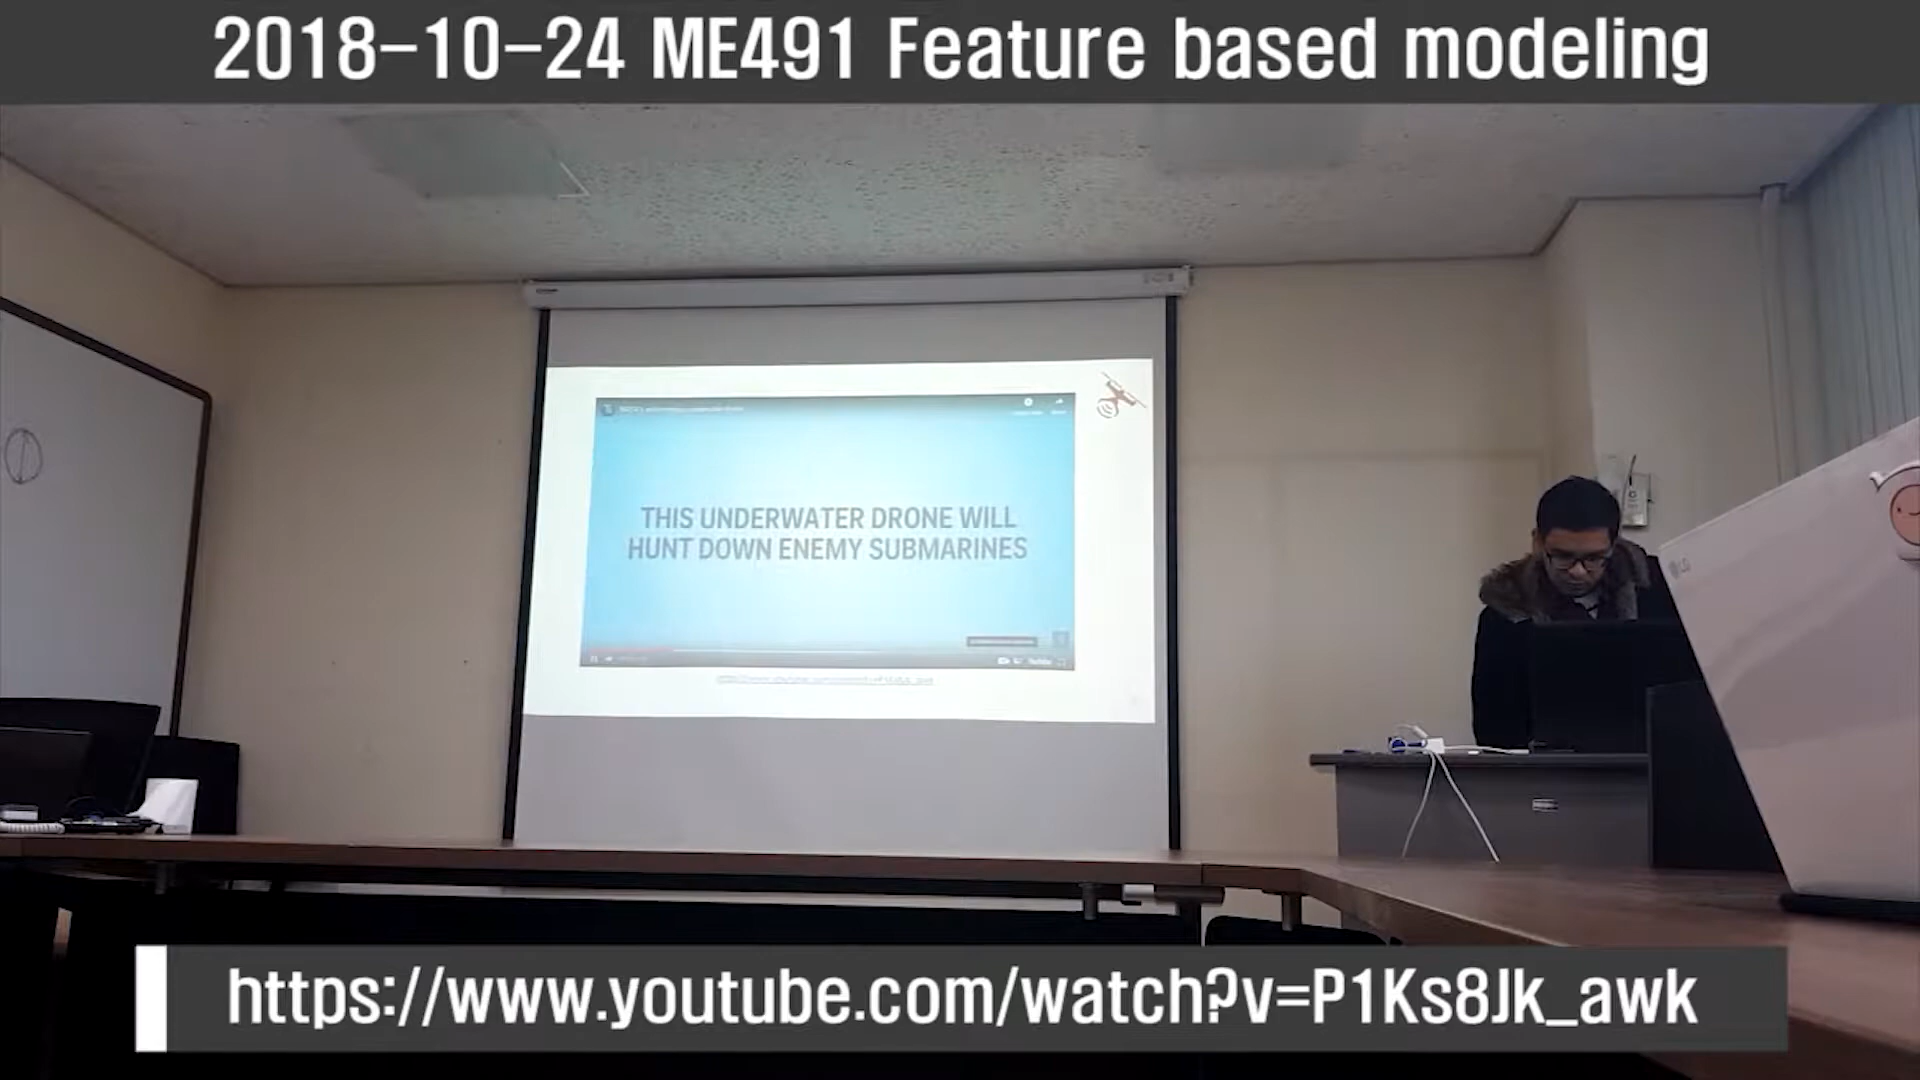 2018-10-24 ME491 Feature based modeling
THIS UNDERWATER DRONE WILL
HUNT DOWN ENEMY SUBMARINES
YouTube
LG
https://www.youtube.com/watch?v=P1Ks8Jk_awk